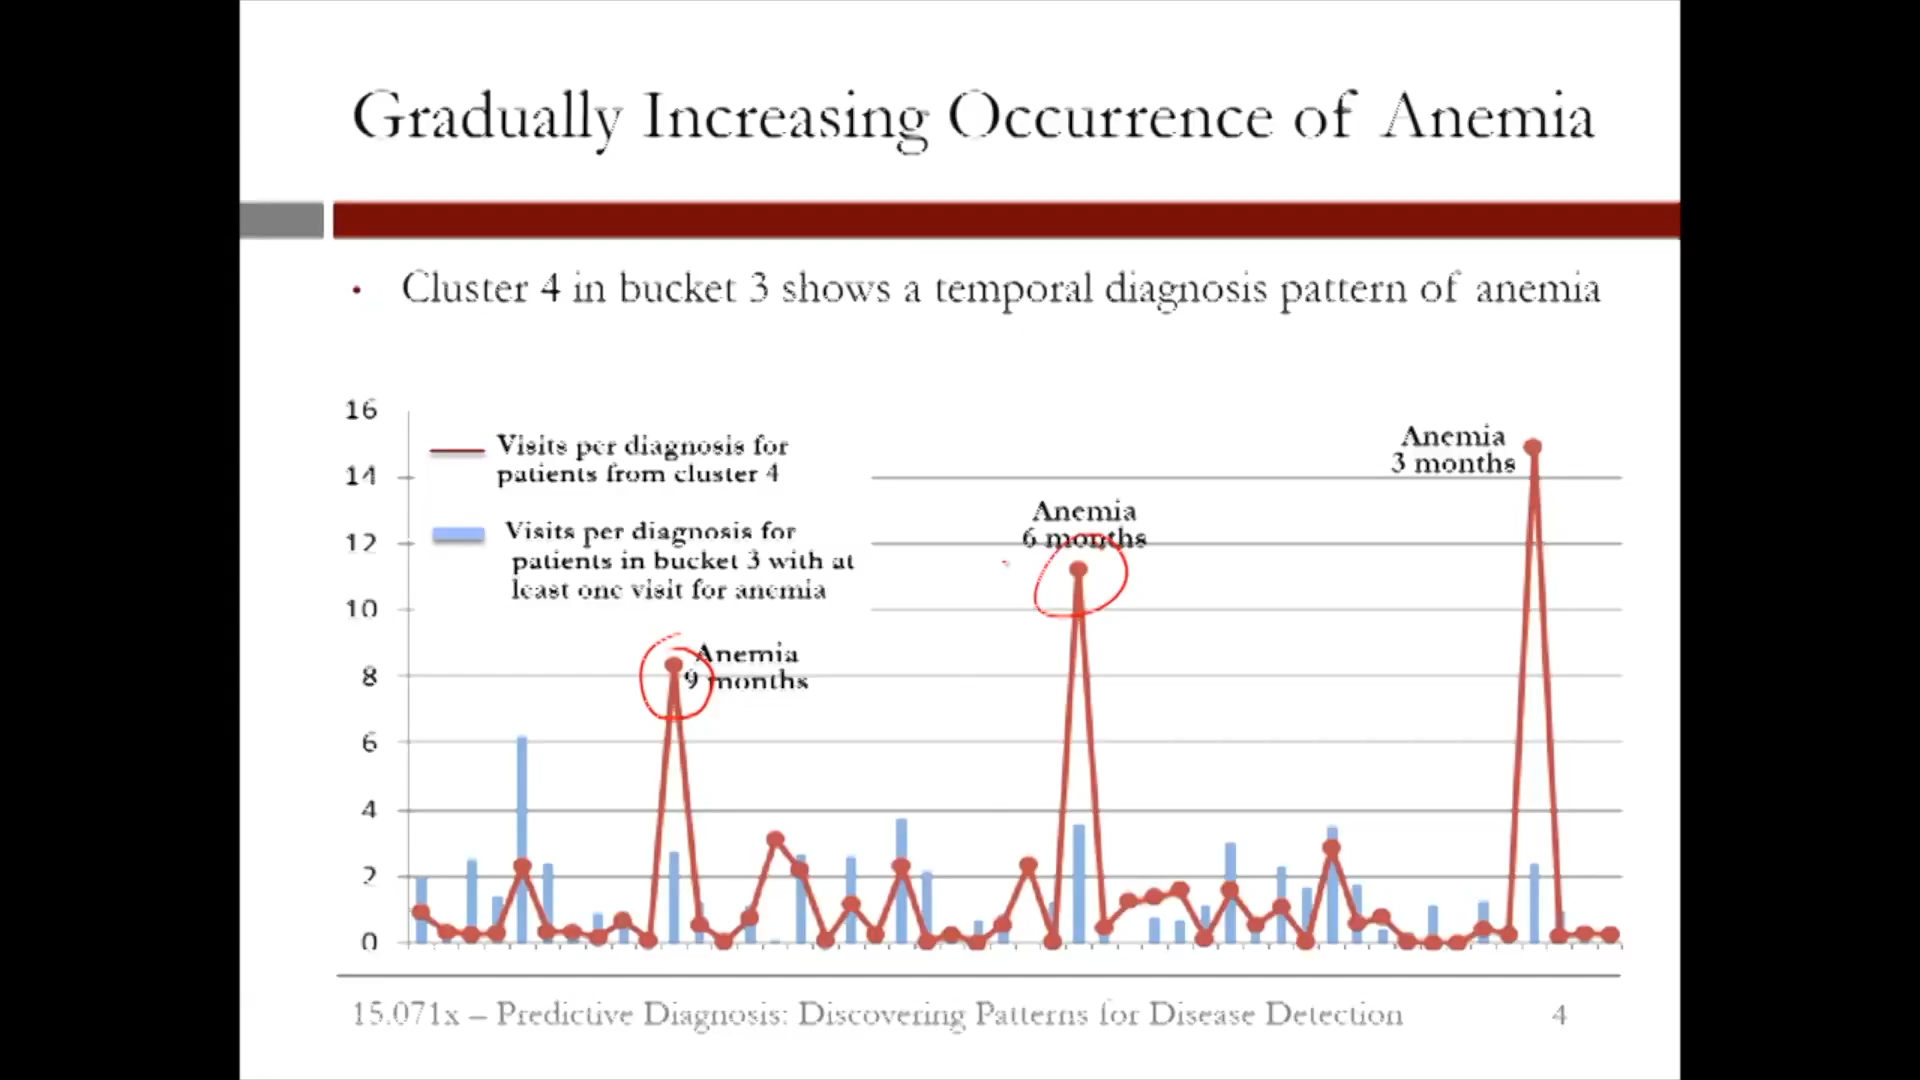 Gradually Increasing Occurrence of Anemia
• Cluster 4 in bucket 3 shows a temporal diagnosis pattern of anemia
16
14
12
10
8
6
4
2
0
Visits per diagnosis for
patients from cluster 4
Visits per diagnosis for
patients in bucket 3 with at
least one visit for anemia
Anemia
9 months
Anemia
6 months
Anemia
3 months
15.071x – Predictive Diagnosis: Discovering Patterns for Disease Detection
4